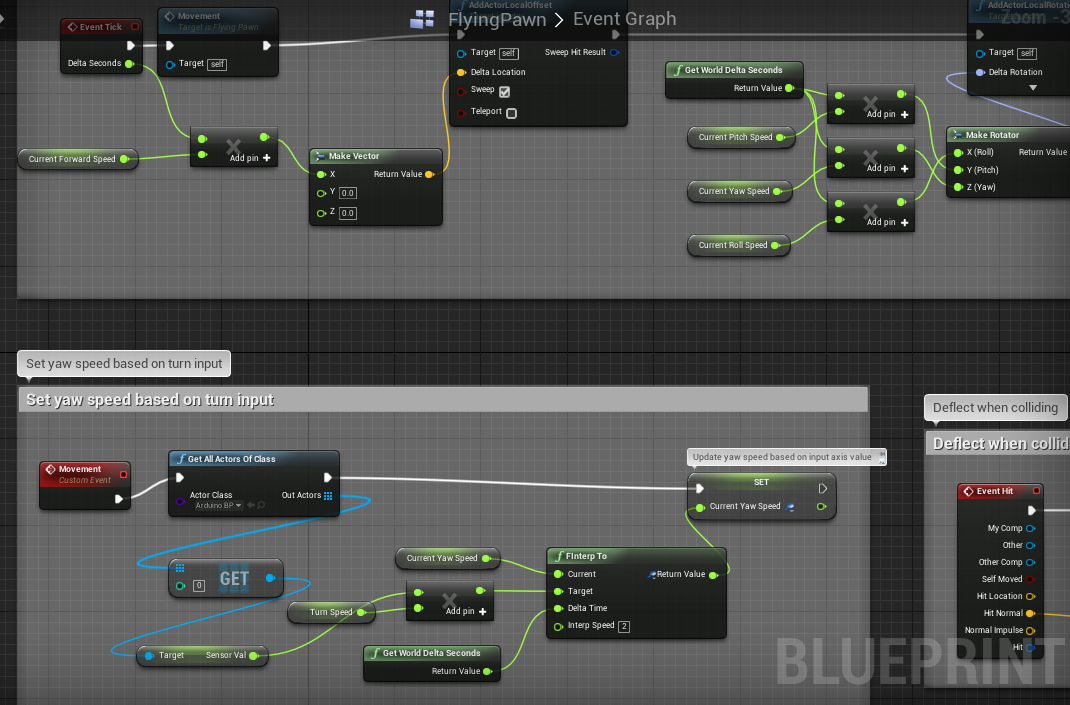 FlyingPawn > Event Graph
Zoom -3
Event Tick
Delta Seconds
Movement
Target is Flying Pawn
Target self
AddActorLocalOffset
Target self
Sweep Hit Result
Delta Location
Sweep
Teleport
Get World Delta Seconds
Return Value
Current Pitch Speed
Current Yaw Speed
Current Roll Speed
Add pin +
Add pin +
Add pin +
AddActorLocalRotat
Target self
Delta Rotation
Make Rotator
X (Roll)
Return Value
Y (Pitch)
Z (Yaw)
Current Forward Speed
Add pin +
Make Vector
X
Return Value
Y 0.0
Z 0.0
Set yaw speed based on turn input
Set yaw speed based on turn input
Movement
Custom Event
Get All Actors Of Class
Actor Class
Arduino BP
Out Actors
0
GET
Target
Sensor Val
Turn Speed
Current Yaw Speed
Add pin +
Get World Delta Seconds
Return Value
FInterp To
Current
Return Value
Target
Delta Time
Interp Speed 2
Update yaw speed based on input axis value
SET
Current Yaw Speed
Deflect when colliding
Deflect when collid
Event Hit
My Comp
Other
Other Comp
Self Moved
Hit Location
Hit Normal
Normal Impulse
Hit
BLUEPRINT